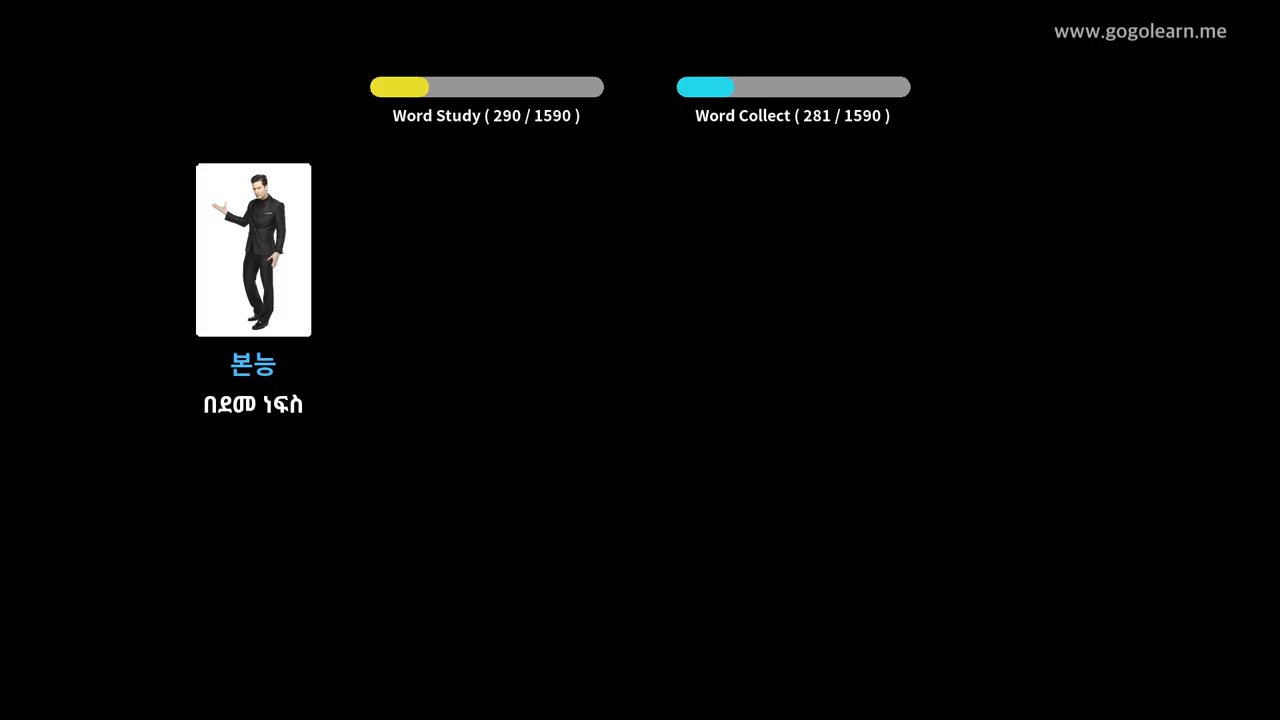 www.gogolearn.me
Word Study ( 290 / 1590 )
Word Collect ( 281 / 1590 )
본능
በደመ ነፍስ